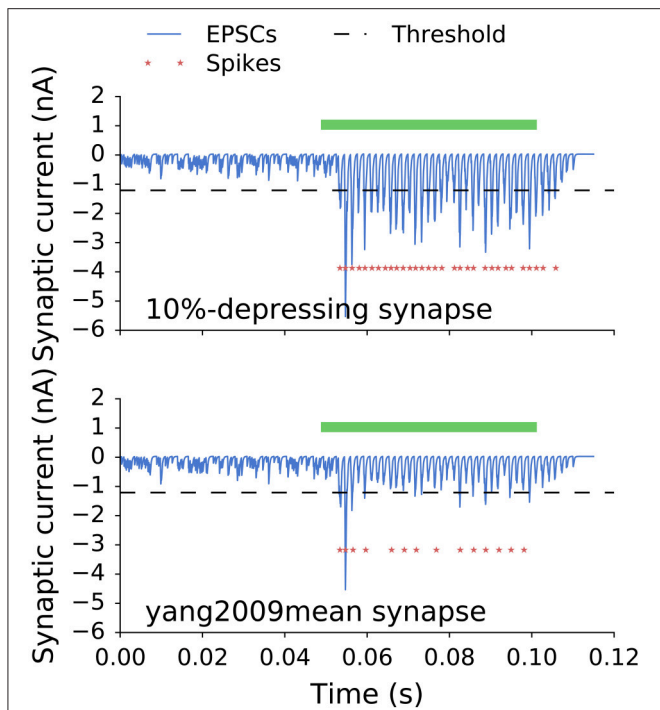 EPSCs
Threshold
Spikes
Synaptic current (nA)
2
1
0
−1
−2
−3
−4
−5
−6
10%-depressing synapse
Synaptic current (nA)
2
1
0
−1
−2
−3
−4
−5
−6
yang2009mean synapse
0.00 0.02 0.04 0.06 0.08 0.10 0.12
Time (s)